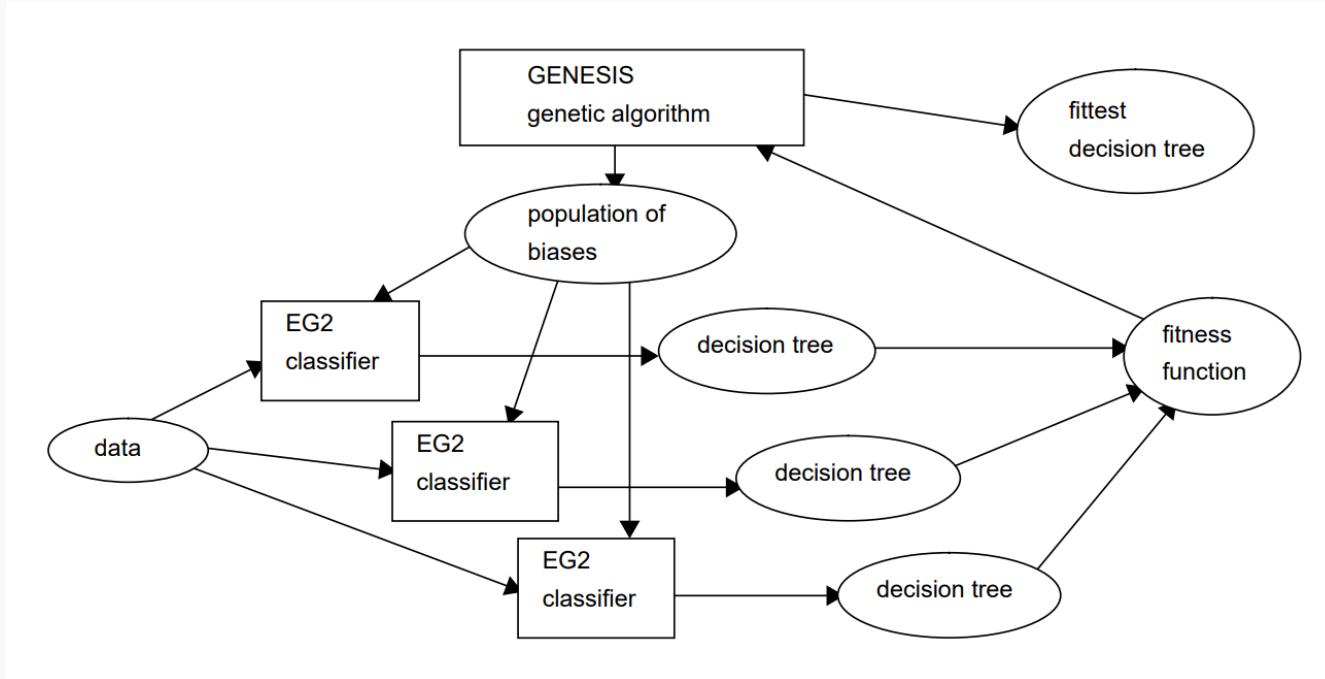 GENESIS
genetic algorithm
fittest
decision tree
population of
biases
EG2
classifier
decision tree
fitness
function
data
EG2
classifier
decision tree
EG2
classifier
decision tree